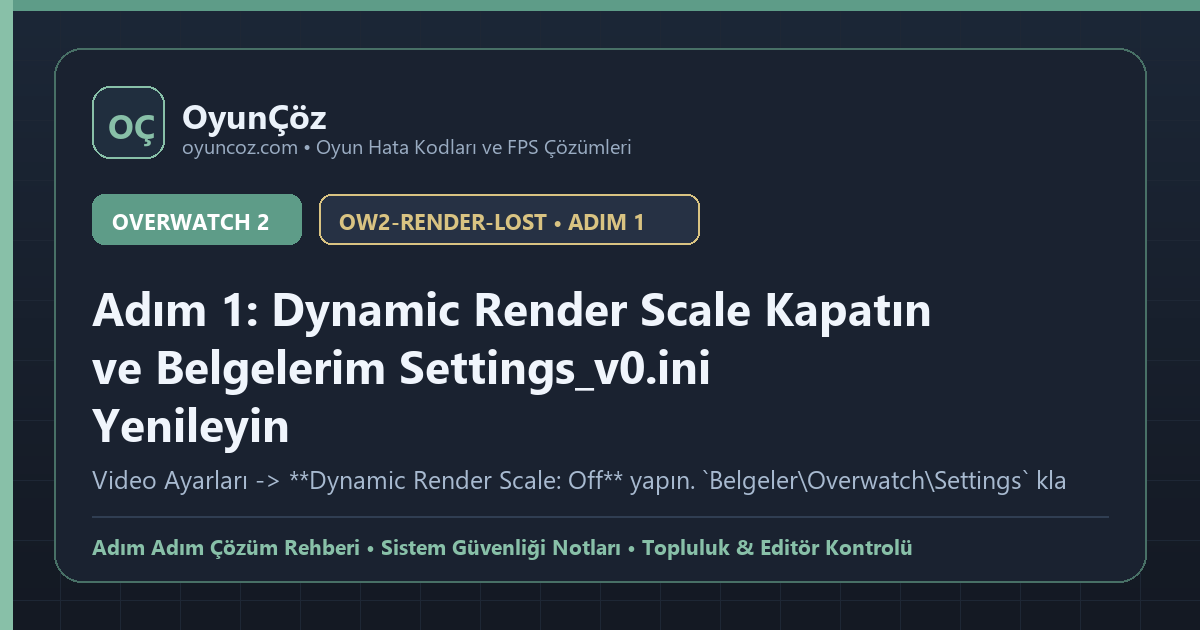 OÇ
OyunÇöz
oyuncoz.com • Oyun Hata Kodları ve FPS Çözümleri
OVERWATCH 2
OW2-RENDER-LOST • ADIM 1
Adım 1: Dynamic Render Scale Kapatın
ve Belgelerim Settings_v0.ini
Yenileyin
Video Ayarları -> **Dynamic Render Scale: Off** yapın. `Belgeler\Overwatch\Settings` kla
Adım Adım Çözüm Rehberi • Sistem Güvenliği Notları • Topluluk & Editör Kontrolü